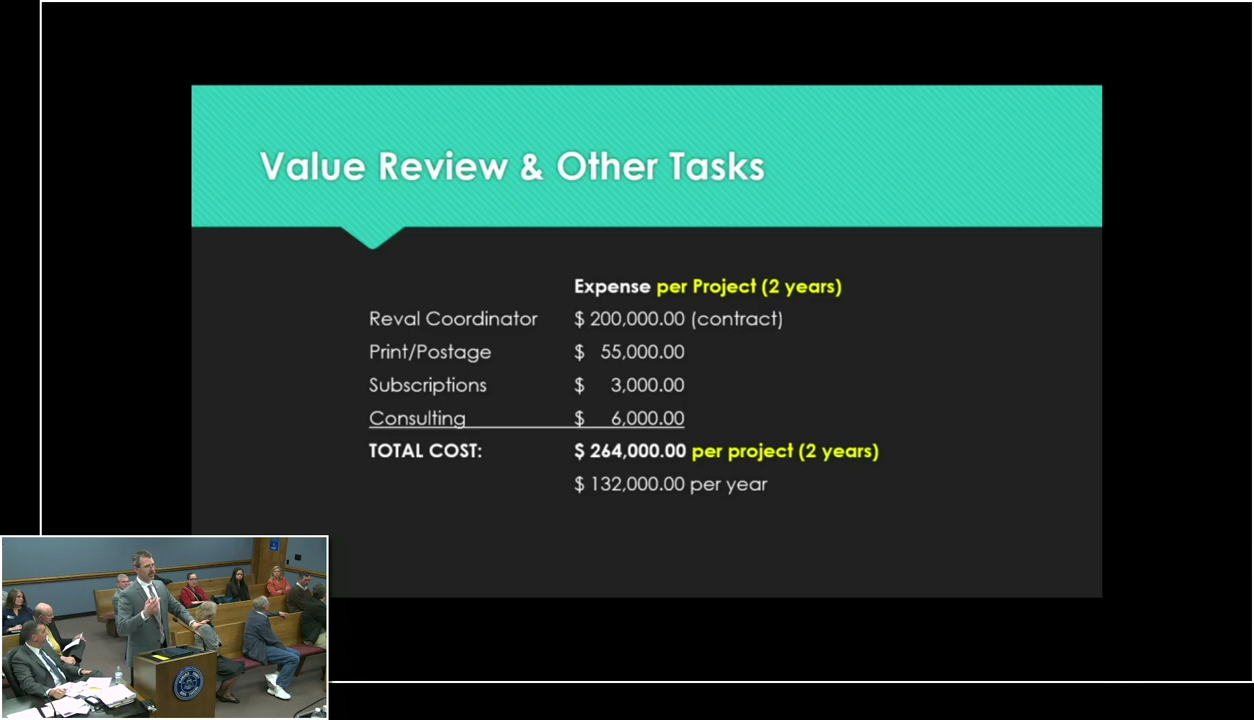 Value Review & Other Tasks
Expense per Project (2 years)
Reval Coordinator $ 200,000.00 (contract)
Print/Postage $ 55,000.00
Subscriptions $ 3,000.00
Consulting $ 6,000.00
TOTAL COST: $ 264,000.00 per project (2 years)
$ 132,000.00 per year